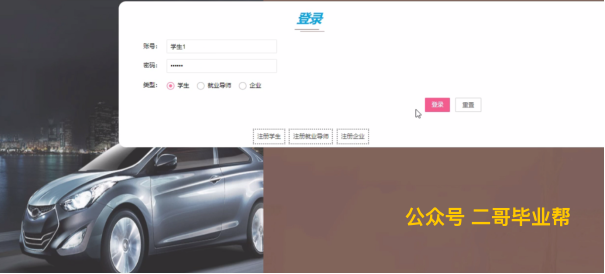 登录
账号： 学生1
密码： ••••••
类型： 学生 就业导师 企业
登录 重置
注册学生 注册就业导师 注册企业
公众号 二哥毕业帮